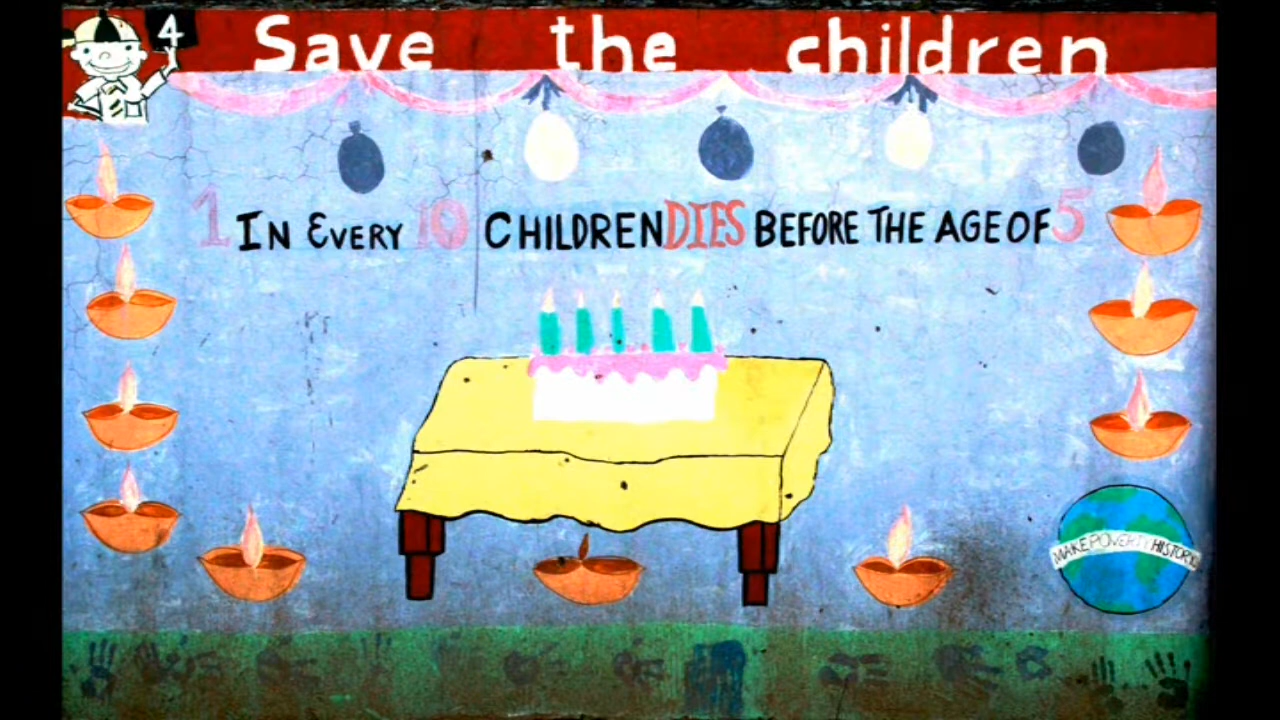 4
Save the children
1 IN EVERY 10 CHILDREN DIES BEFORE THE AGE OF 5
MAKE POVERTY HISTORY